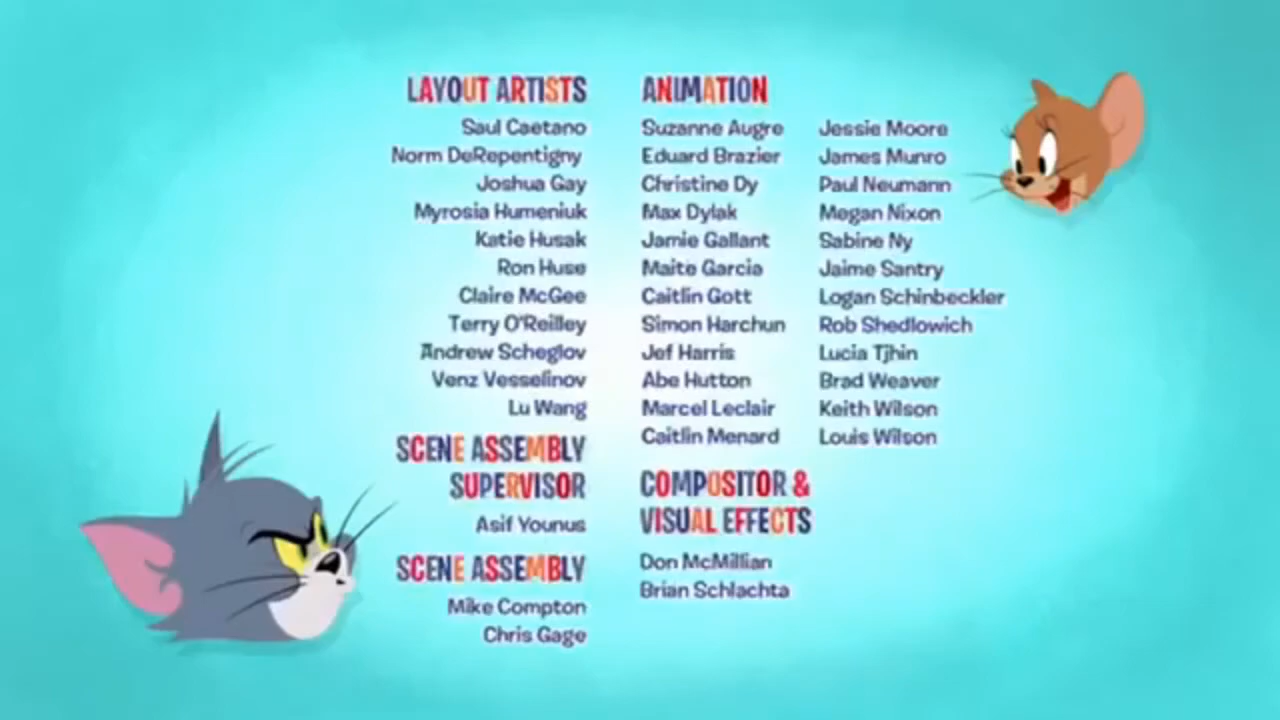 LAYOUT ARTISTS
Saul Caetano
Norm DeRepentigny
Joshua Gay
Myrosia Humeniuk
Katie Husak
Ron Huse
Claire McGee
Terry O'Reilley
Andrew Scheglov
Venz Vesselinov
Lu Wang
SCENE ASSEMBLY
SUPERVISOR
Asif Younus
SCENE ASSEMBLY
Mike Compton
Chris Gage
ANIMATION
Suzanne Augre
Eduard Brazier
Christine Dy
Max Dylak
Jamie Gallant
Maite Garcia
Caitlin Gott
Simon Harchun
Jef Harris
Abe Hutton
Marcel Leclair
Caitlin Menard
Jessie Moore
James Munro
Paul Neumann
Megan Nixon
Sabine Ny
Jaime Santry
Logan Schinbeckler
Rob Shedlowich
Lucia Tjhin
Brad Weaver
Keith Wilson
Louis Wilson
COMPOSITOR &
VISUAL EFFECTS
Don McMillian
Brian Schlachta